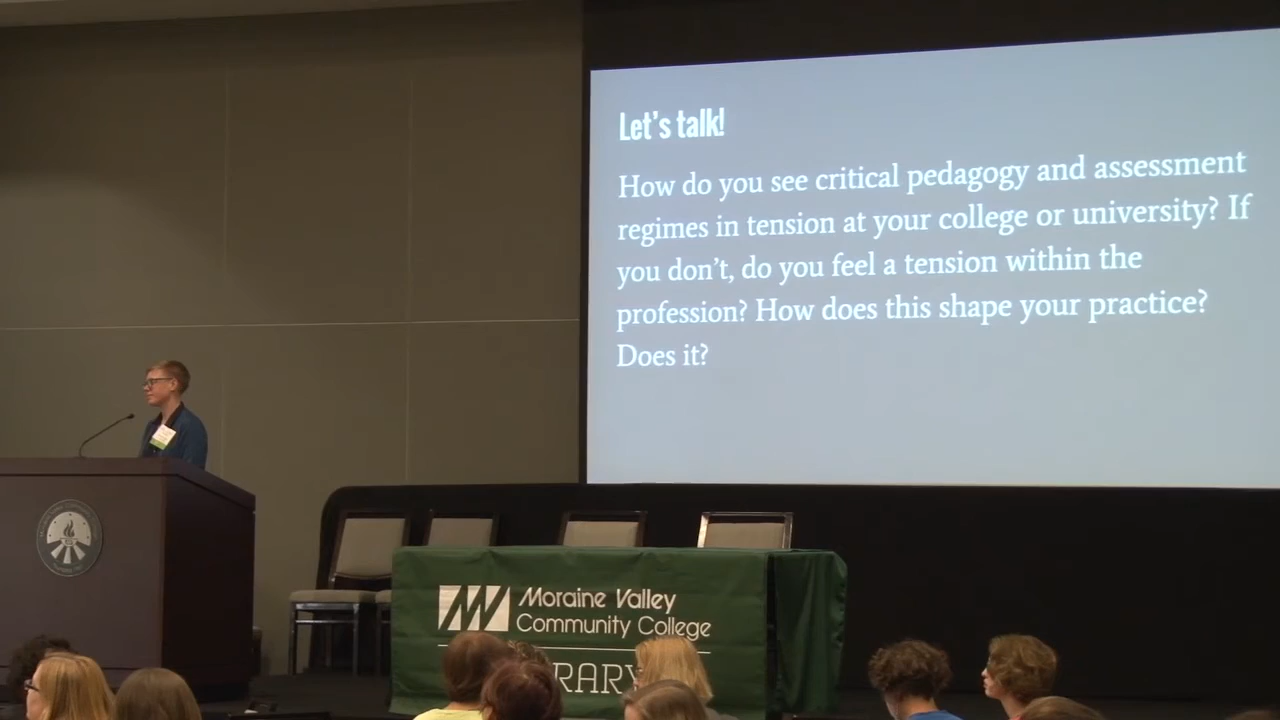 Let's talk!
How do you see critical pedagogy and assessment
regimes in tension at your college or university? If
you don't, do you feel a tension within the
profession? How does this shape your practice?
Does it?
Moraine Valley
Community College